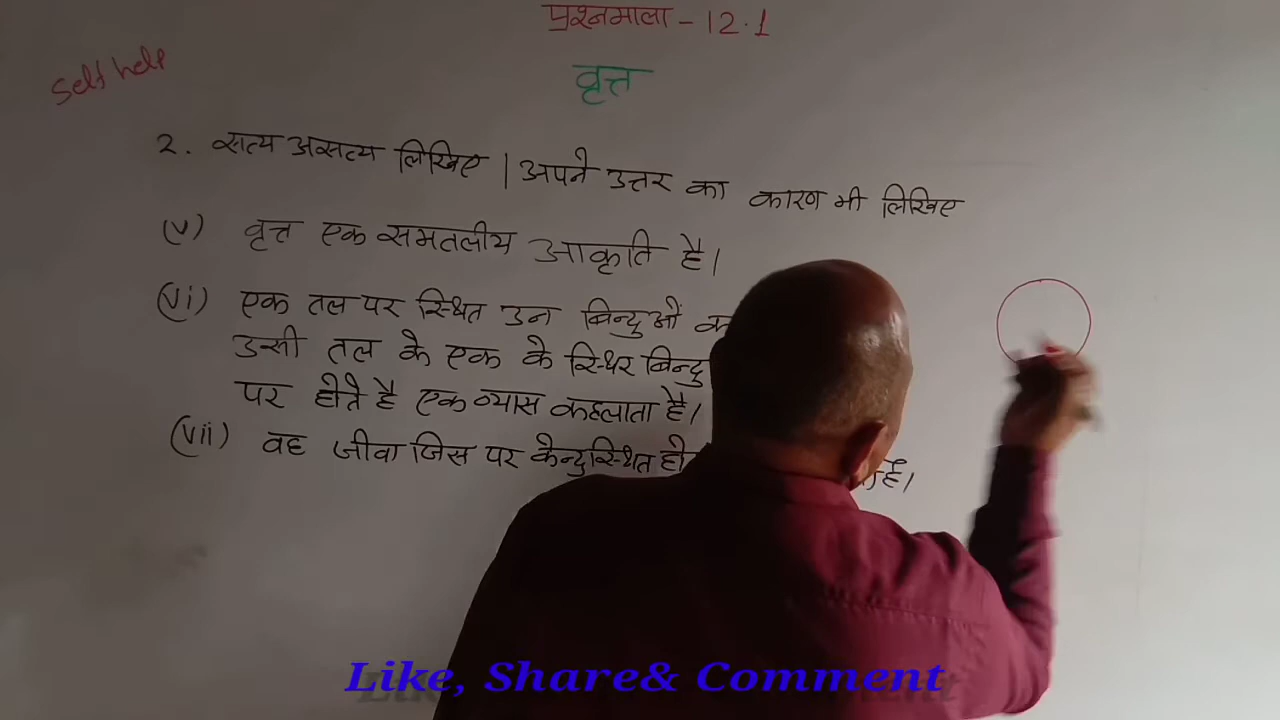 प्रश्नमाला - 12.1
Self help
वृत्त
2. सत्य असत्य लिखिए | अपने उत्तर का कारण भी लिखिए
(v) वृत्त एक समतलीय आकृति है।
(vi) एक तल पर स्थित उन बिन्दुओं
उसी तल के एक के स्थिर बिन्दु
पर होते है एक व्यास कहलाता है।
(vii) वह जीवा जिस पर केन्द्र स्थित हो है।
Like, Share& Comment